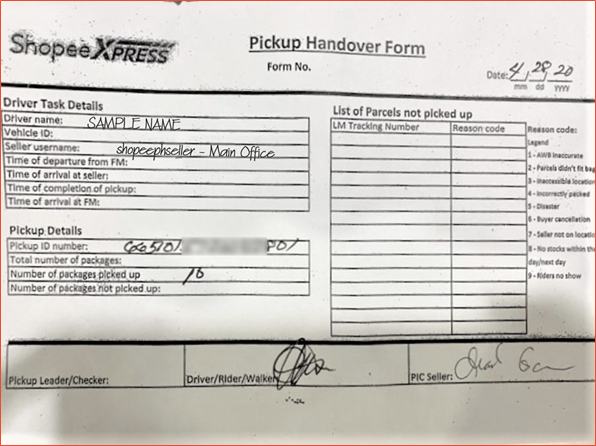 Shopee XPRESS
Pickup Handover Form
Form No.
Date: 4, 28, 20
mm dd yyyy
Driver Task Details
Driver name: SAMPLE NAME
Vehicle ID:
Seller username: shopeephseller - Main Office
Time of departure from FM:
Time of arrival at seller:
Time of completion of pickup:
Time of arrival at FM:
Pickup Details
Pickup ID number:
Total number of packages:
Number of packages picked up 10
Number of packages not picked up:
List of Parcels not picked up
LM Tracking Number Reason code
Reason code:
Legend
1 - AWB inaccurate
2 - Parcels didn't fit bag
3 - Inaccessible location
4 - Incorrectly packed
5 - Disaster
6 - Buyer cancellation
7 - Seller not on locatio
8 - No stocks within the
day/next day
9 - Riders no show
Pickup Leader/Checker:
Driver/Rider/Walker
PIC Seller: